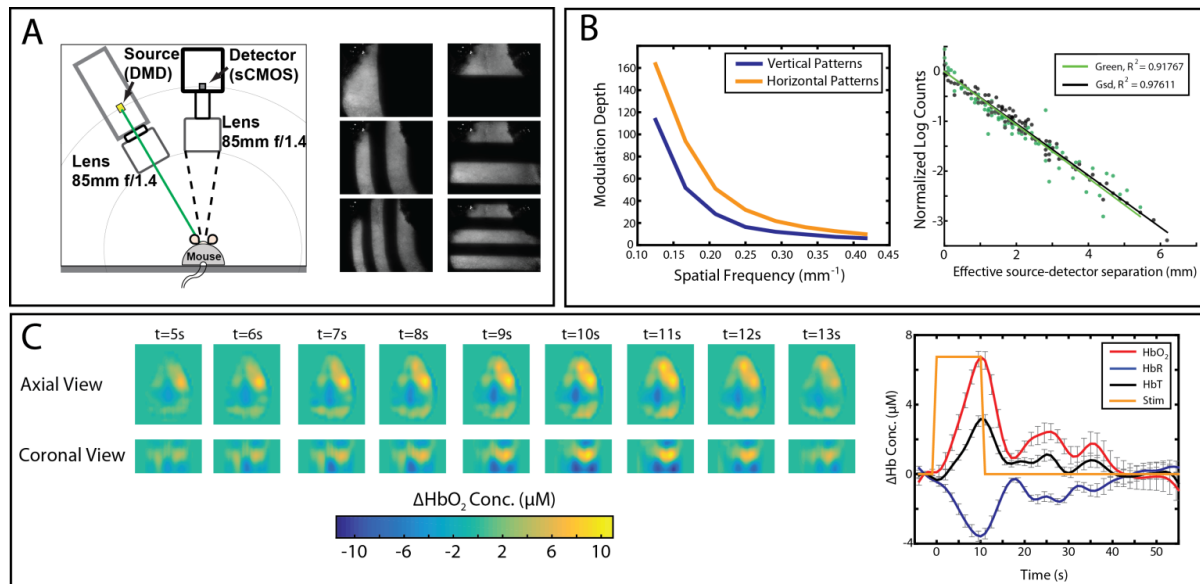 A
Source
(DMD)
Detector
(sCMOS)
Lens
85mm f/1.4
Lens
85mm f/1.4
Mouse
B
Modulation Depth
160
140
120
100
80
60
40
20
0
0.10 0.15 0.20 0.25 0.30 0.35 0.40 0.45
Spatial Frequency (mm⁻¹)
Vertical Patterns
Horizontal Patterns
Normalized Log Counts
0
-1
-2
-3
0 2 4 6
Effective source-detector separation (mm)
Green, R² = 0.91767
Gsd, R² = 0.97611
C
t=5s t=6s t=7s t=8s t=9s t=10s t=11s t=12s t=13s
Axial View
Coronal View
ΔHbO₂ Conc. (μM)
-10 -6 -2 2 6 10
ΔHb Conc. (μM)
8
4
0
-4
0 10 20 30 40 50
Time (s)
HbO₂
HbR
HbT
Stim